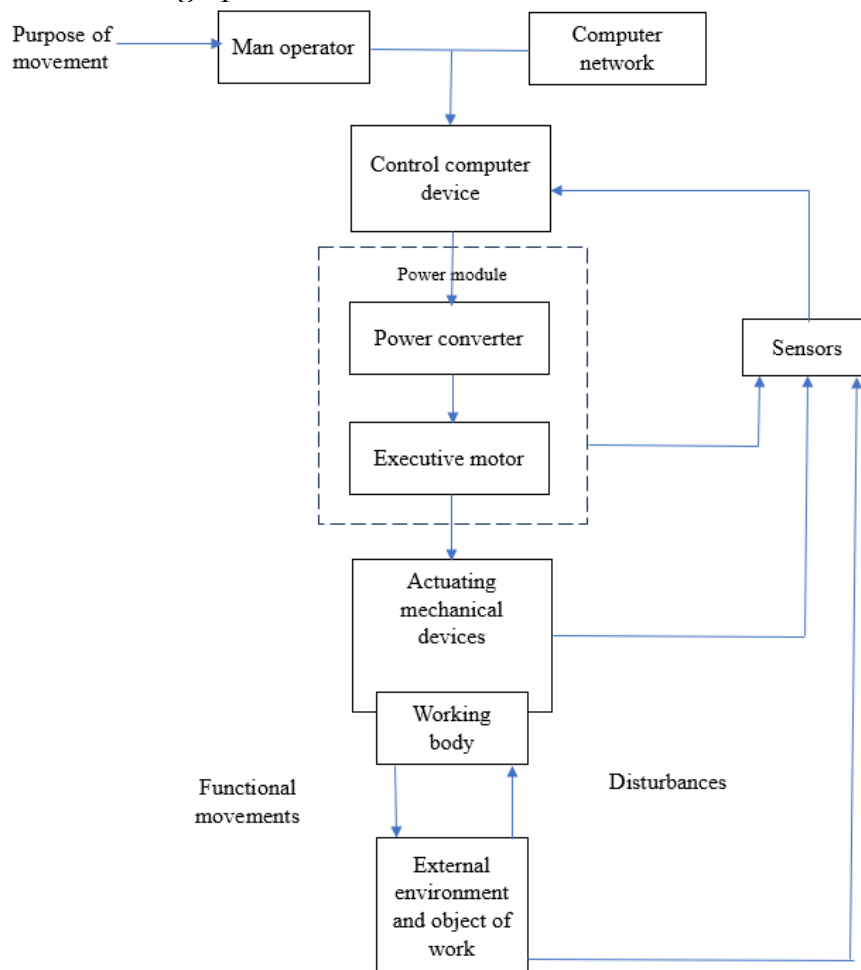 Purpose of
movement
Man operator
Computer
network
Control computer
device
Power module
Power converter
Sensors
Executive motor
Actuating
mechanical
devices
Working
body
Functional
movements
Disturbances
External
environment
and object of
work